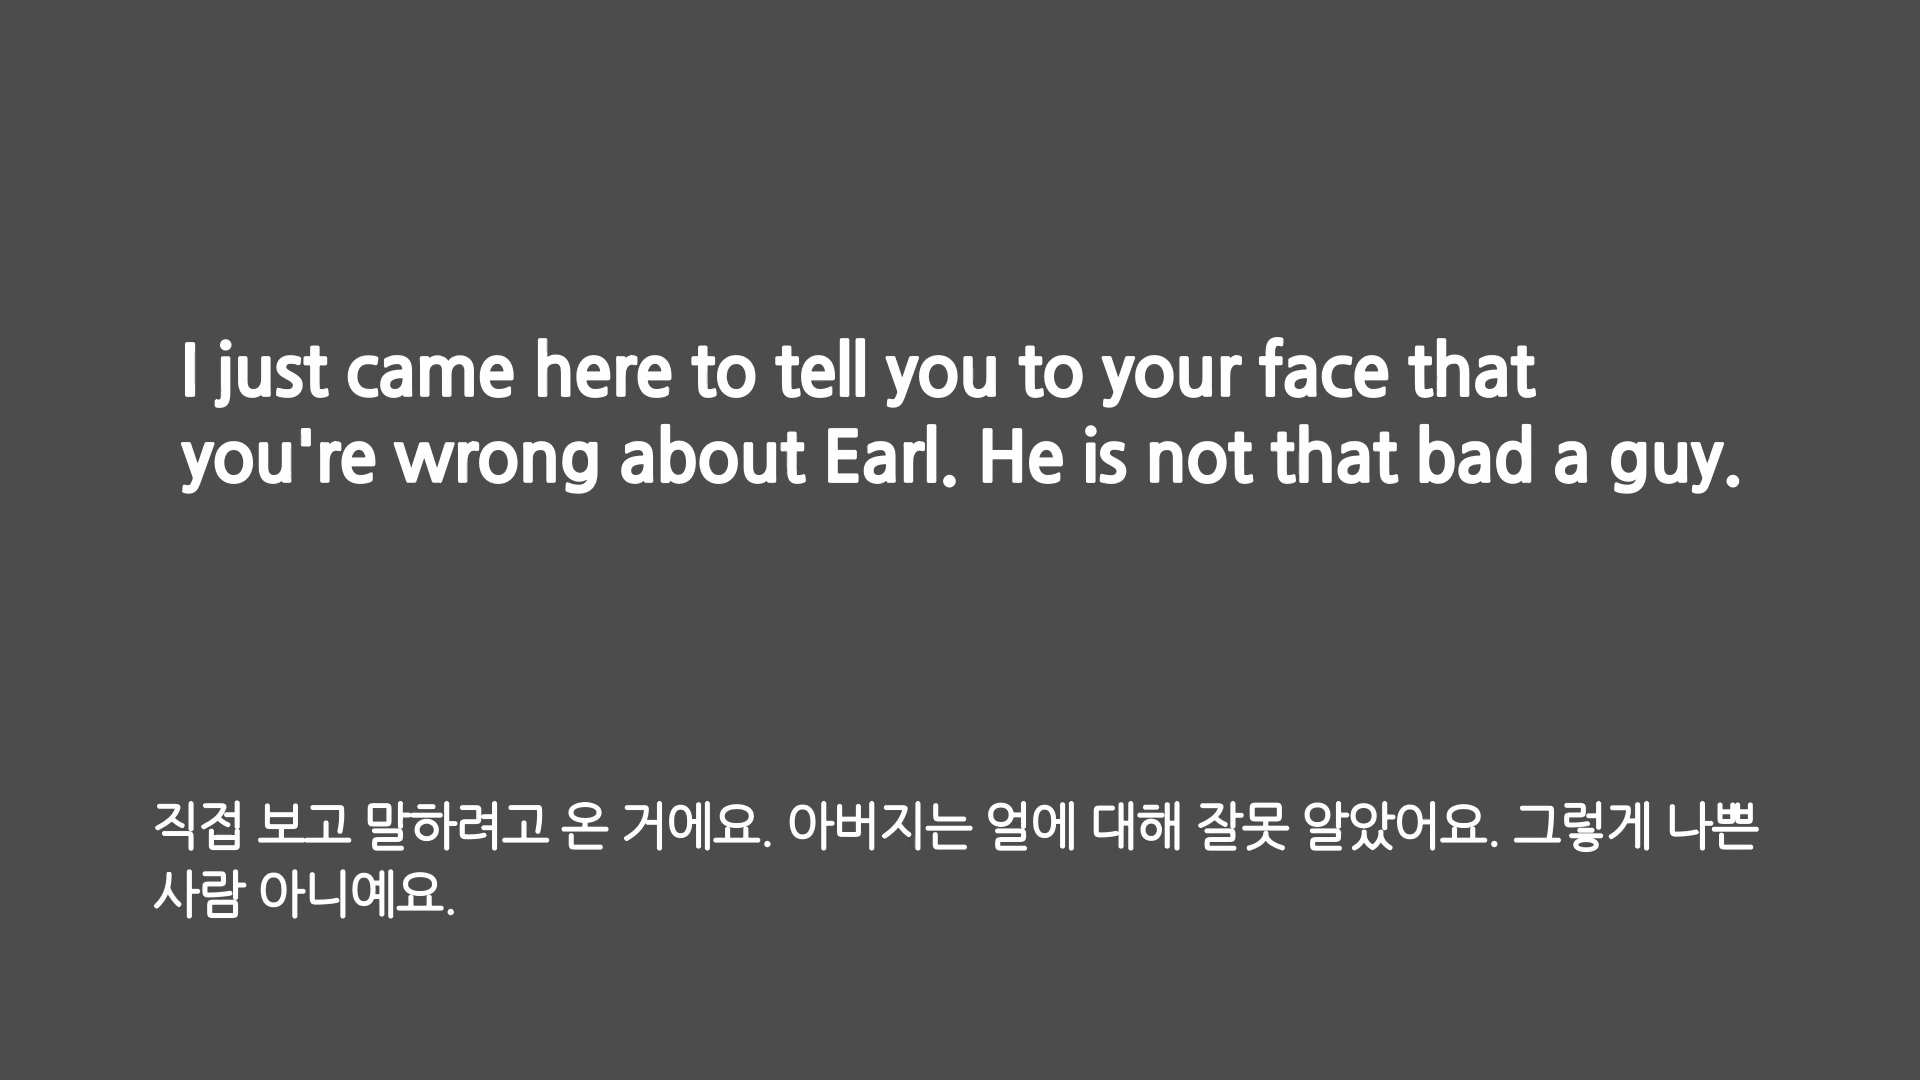 I just came here to tell you to your face that
you're wrong about Earl. He is not that bad a guy.
직접 보고 말하려고 온 거에요. 아버지는 얼에 대해 잘못 알았어요. 그렇게 나쁜
사람 아니예요.